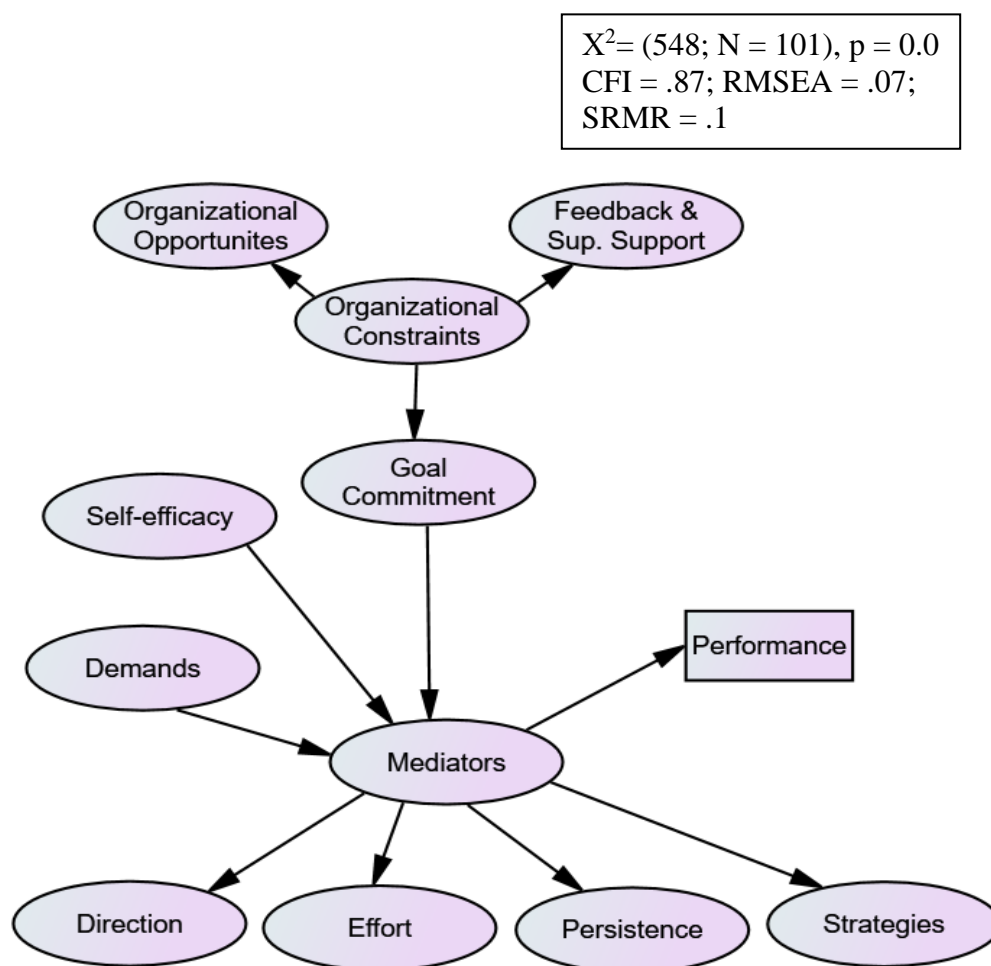 X²= (548; N = 101), p = 0.0
CFI = .87; RMSEA = .07;
SRMR = .1
Organizational
Opportunites
Feedback &
Sup. Support
Organizational
Constraints
Goal
Commitment
Self-efficacy
Demands
Performance
Mediators
Direction
Effort
Persistence
Strategies